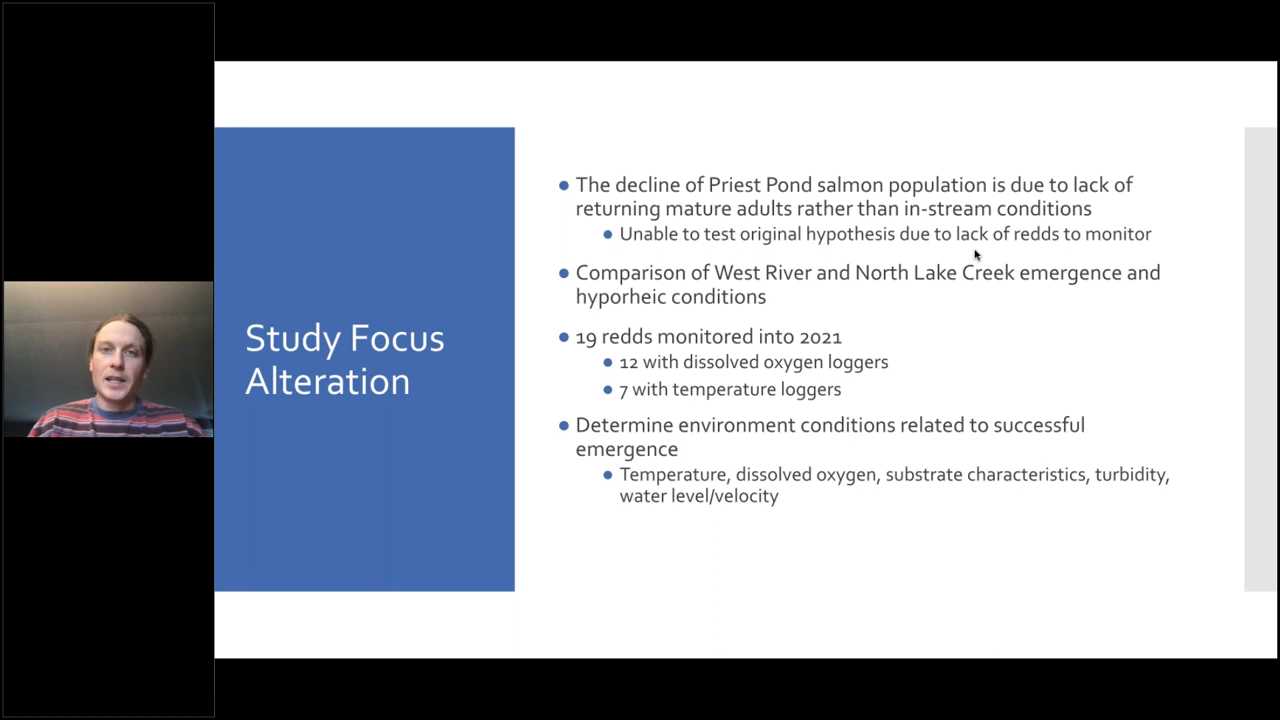 Study Focus
Alteration
The decline of Priest Pond salmon population is due to lack of
returning mature adults rather than in-stream conditions
Unable to test original hypothesis due to lack of redds to monitor
Comparison of West River and North Lake Creek emergence and
hyporheic conditions
19 redds monitored into 2021
12 with dissolved oxygen loggers
7 with temperature loggers
Determine environment conditions related to successful
emergence
Temperature, dissolved oxygen, substrate characteristics, turbidity,
water level/velocity